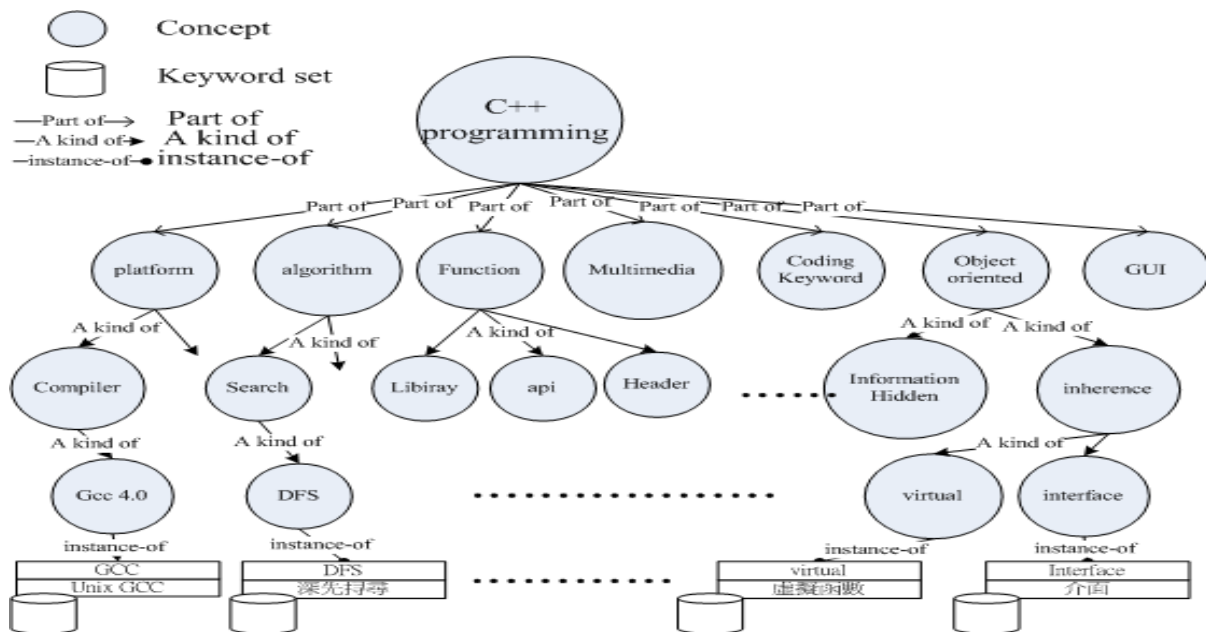 Concept
Keyword set
Part of
Part of
A kind of
A kind of
instance-of
instance-of
C++
programming
Part of
Part of
Part of
Part of
Part of
Part of
Part of
platform
algorithm
Function
Multimedia
Coding
Keyword
Object
oriented
GUI
A kind of
A kind of
A kind of
A kind of
A kind of
Compiler
Search
Libiray
api
Header
Information
Hidden
inherence
A kind of
A kind of
A kind of
Gcc 4.0
DFS
virtual
interface
instance-of
instance-of
instance-of
instance-of
GCC
Unix GCC
DFS
深先搜尋
virtual
虛擬函數
Interface
介面